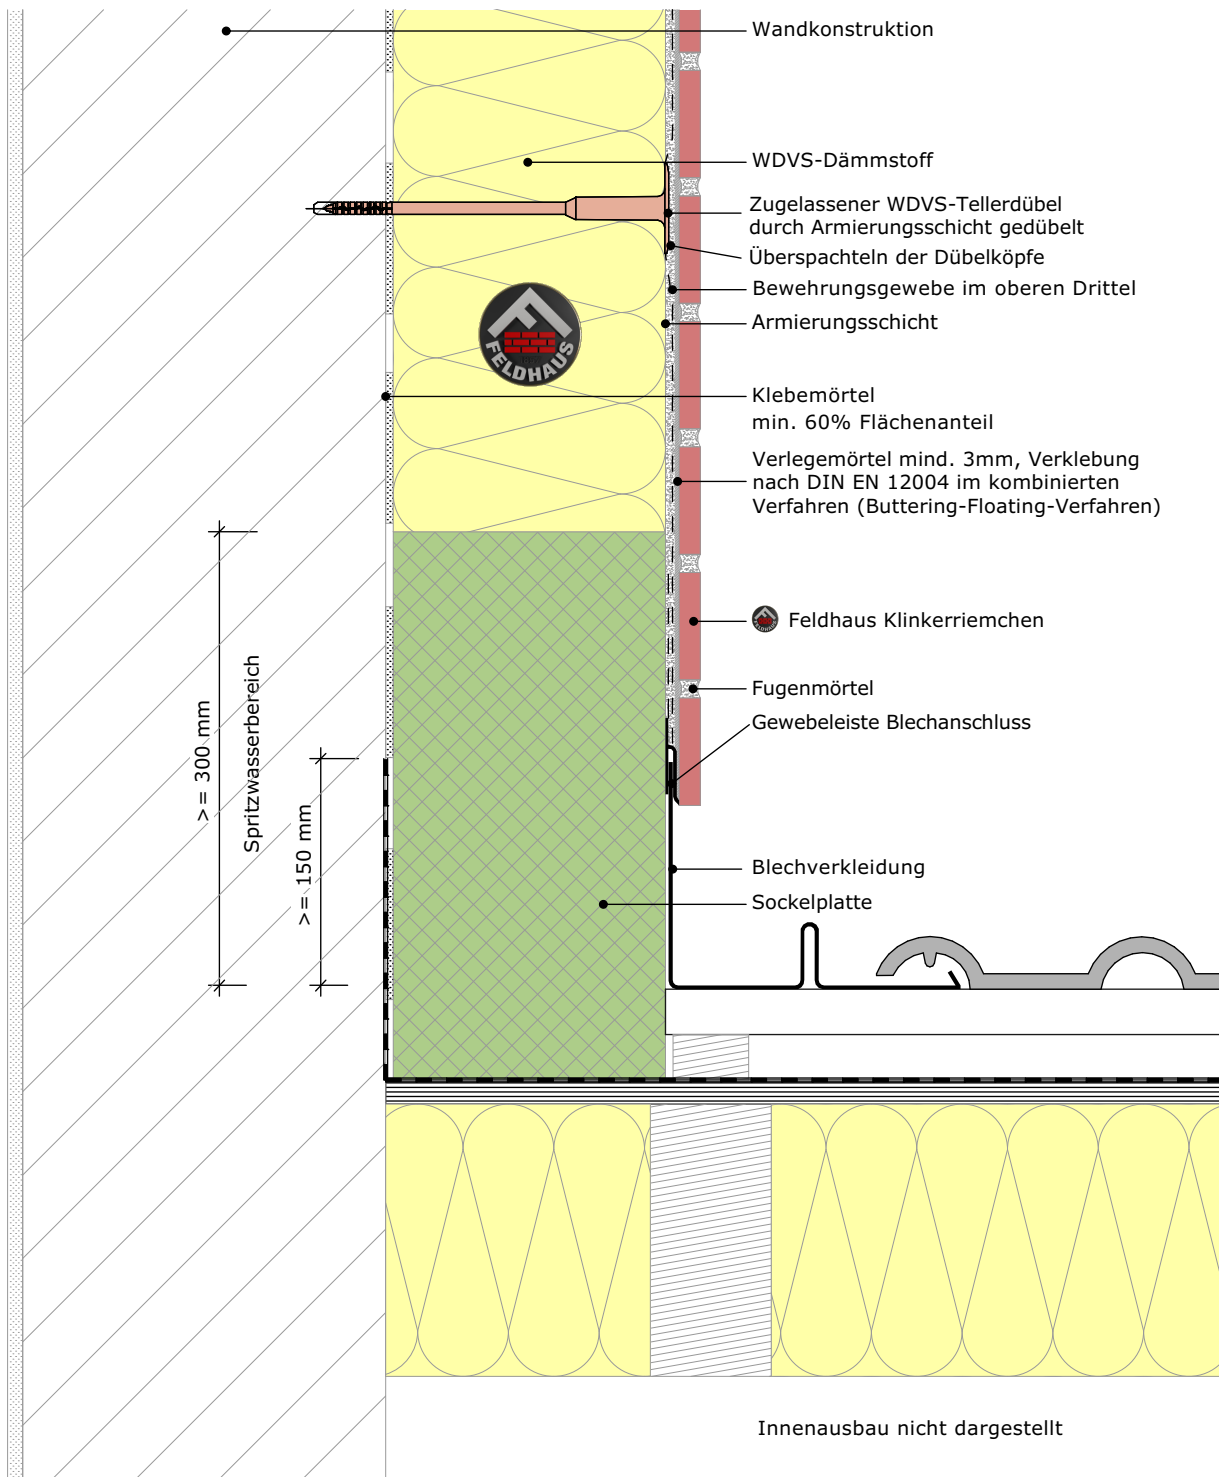 Wandkonstruktion
WDVS-Dämmstoff
Zugelassener WDVS-Tellerdübel
durch Armierungsschicht gedübelt
Überspachteln der Dübelköpfe
Bewehrungsgewebe im oberen Drittel
Armierungsschicht
FELDHAUS
Klebemörtel
min. 60% Flächenanteil
Verlegemörtel mind. 3mm, Verklebung
nach DIN EN 12004 im kombinierten
Verfahren (Buttering-Floating-Verfahren)
FELDHAUS
Feldhaus Klinkerriemchen
Fugenmörtel
Gewebeleiste Blechanschluss
>= 300 mm
Spritzwasserbereich
>= 150 mm
Blechverkleidung
Sockelplatte
Innenausbau nicht dargestellt